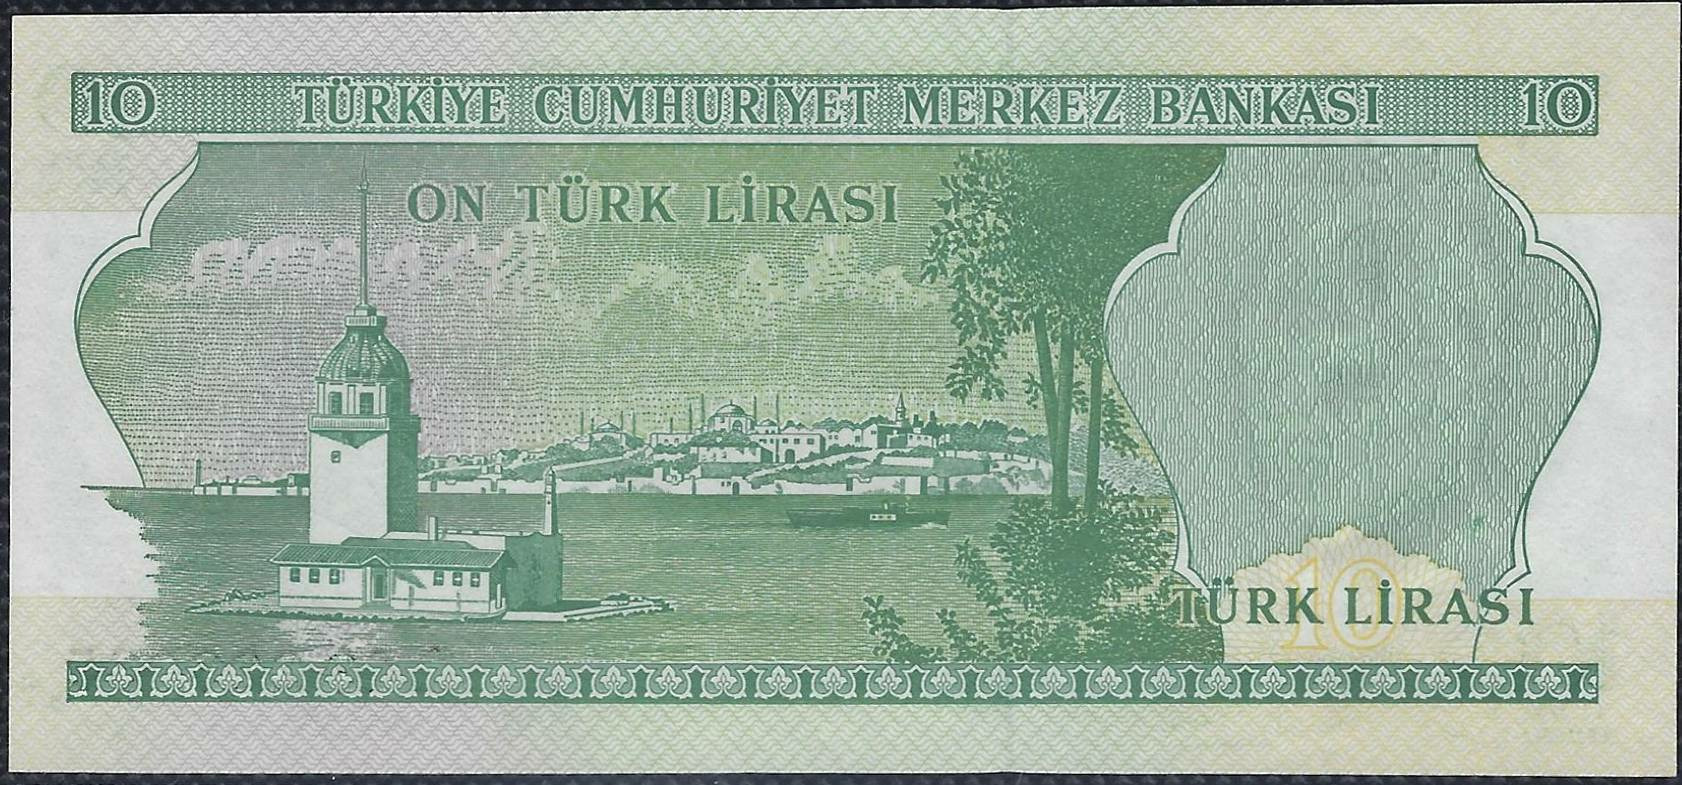 10 TÜRKİYE CUMHURİYET MERKEZ BANKASI 10
ON TÜRK LİRASI
10
TÜRK LİRASI